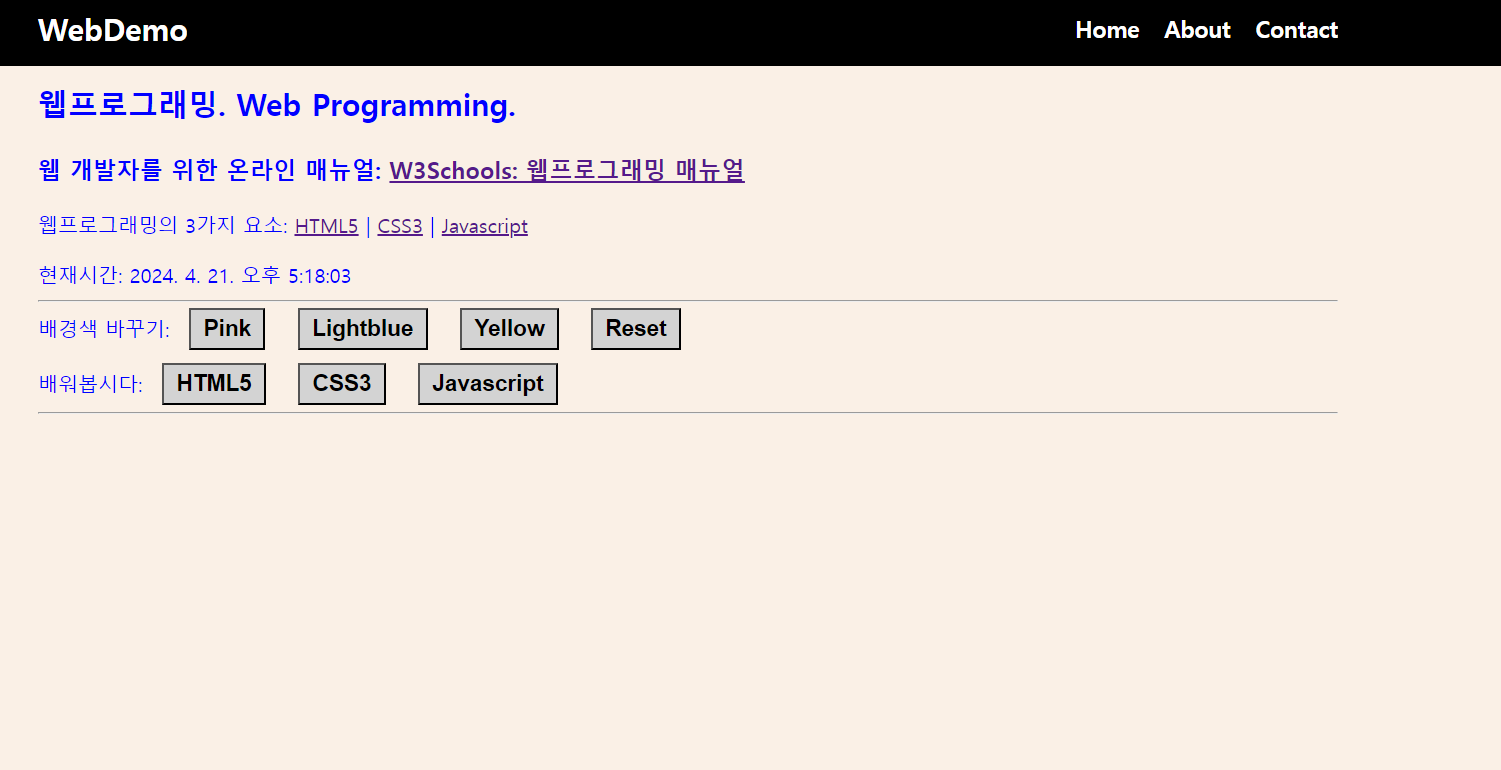 WebDemo Home About Contact
웹프로그래밍. Web Programming.
웹 개발자를 위한 온라인 매뉴얼: W3Schools: 웹프로그래밍 매뉴얼
웹프로그래밍의 3가지 요소: HTML5 | CSS3 | Javascript
현재시간: 2024. 4. 21. 오후 5:18:03
배경색 바꾸기: Pink Lightblue Yellow Reset
배워봅시다: HTML5 CSS3 Javascript